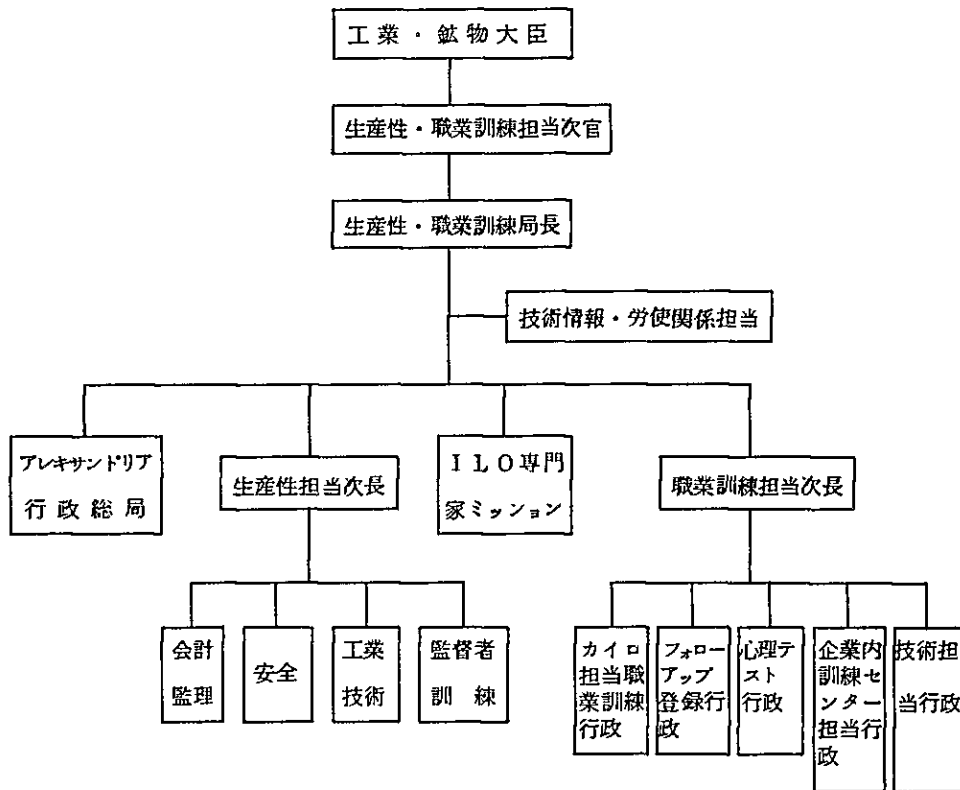 工業・鉱物大臣
生産性・職業訓練担当次官
生産性・職業訓練局長
技術情報・労使関係担当
アレキサンドリア
行政総局
生産性担当次長
ILO専門
家ミッション
職業訓練担当次長
会計
監理
安全
工業
技術
監督者
訓練
カイロ
担当職
業訓練
行政
フォロー
アップ
登録行
政
心理テ
スト
行政
企業内
訓練セ
ンター
担当行
政
技術担
当行政